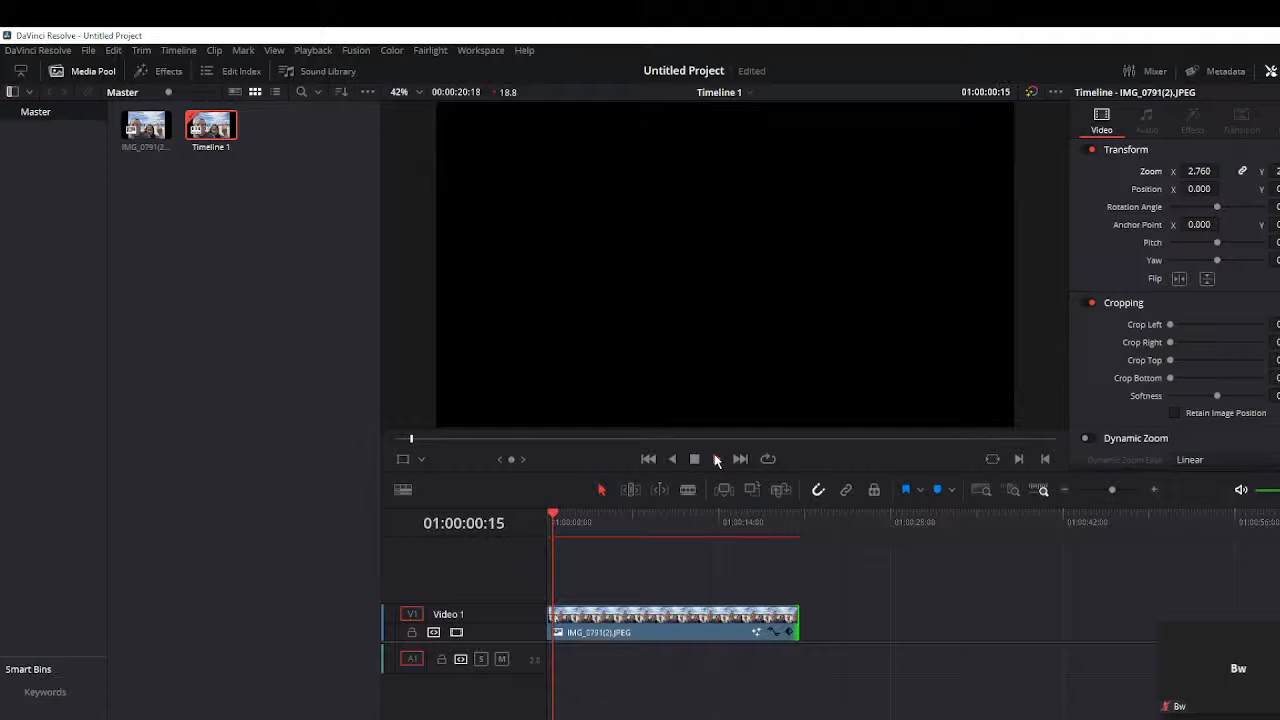 DaVinci Resolve - Untitled Project
DaVinci Resolve File Edit Trim Timeline Clip Mark View Playback Fusion Color Fairlight Workspace Help
Media Pool Effects Edit Index Sound Library Untitled Project Edited Mixer Metadata
Master 42% 00:00:20:18 18.8 Timeline 1 01:00:00:15 Timeline - IMG_0791(2).JPEG
Master
Video Audio Effects Transition
IMG_0791(2... Timeline 1
Transform
Zoom X 2.760 Y
Position X 0.000 Y
Rotation Angle
Anchor Point X 0.000 Y
Pitch
Yaw
Flip
Cropping
Crop Left
Crop Right
Crop Top
Crop Bottom
Softness
Retain Image Position
Dynamic Zoom
Dynamic Zoom Ease Linear
01:00:00:15
01:00:00:00 01:00:14:00 01:00:28:00 01:00:42:00 01:00:56:00
V1 Video 1
IMG_0791(2).JPEG
A1 S M 2.0
Smart Bins
Keywords
Bw
Bw